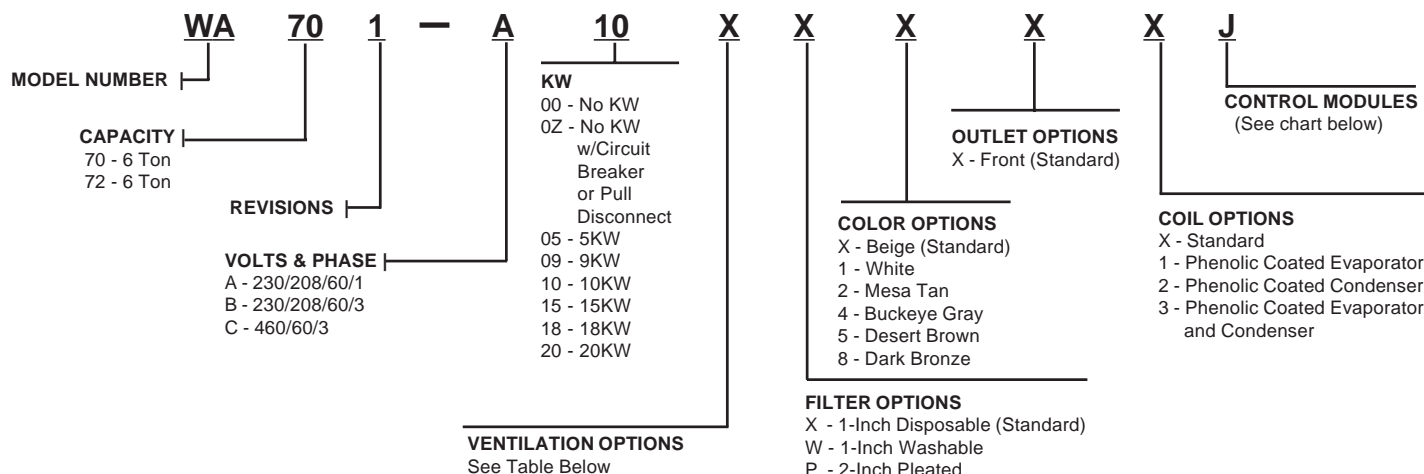 WA 70 1 – A 10 X X X X X J
MODEL NUMBER
CAPACITY
70 - 6 Ton
72 - 6 Ton
REVISIONS
VOLTS & PHASE
A - 230/208/60/1
B - 230/208/60/3
C - 460/60/3
KW
00 - No KW
0Z - No KW
w/Circuit
Breaker
or Pull
Disconnect
05 - 5KW
09 - 9KW
10 - 10KW
15 - 15KW
18 - 18KW
20 - 20KW
VENTILATION OPTIONS
See Table Below
FILTER OPTIONS
X - 1-Inch Disposable (Standard)
W - 1-Inch Washable
P - 2-Inch Pleated
COLOR OPTIONS
X - Beige (Standard)
1 - White
2 - Mesa Tan
4 - Buckeye Gray
5 - Desert Brown
8 - Dark Bronze
OUTLET OPTIONS
X - Front (Standard)
COIL OPTIONS
X - Standard
1 - Phenolic Coated Evaporator
2 - Phenolic Coated Condenser
3 - Phenolic Coated Evaporator
and Condenser
CONTROL MODULES
(See chart below)